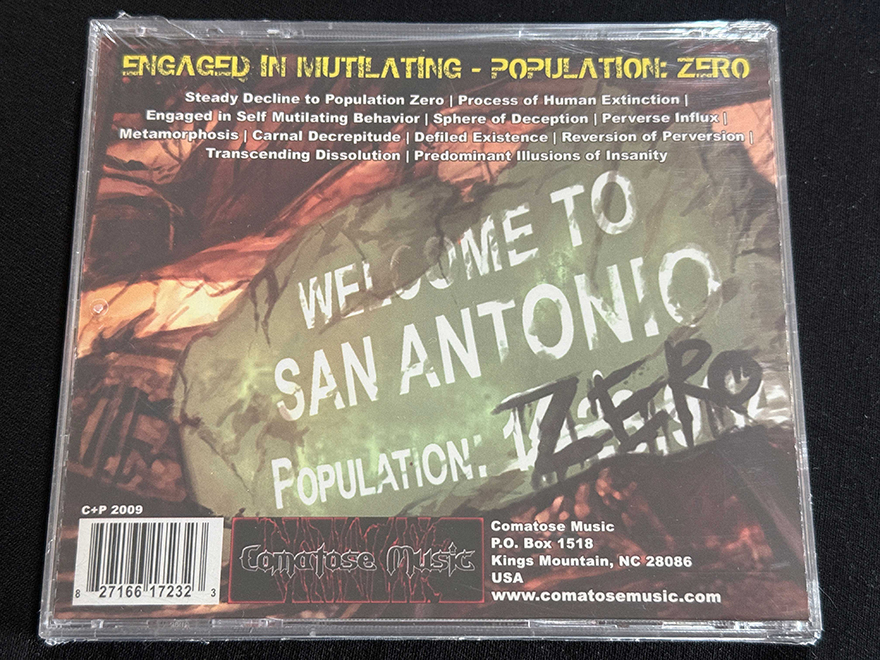 ENGAGED IN MUTILATING - POPULATION: ZERO
Steady Decline to Population Zero | Process of Human Extinction |
Engaged in Self Mutilating Behavior | Sphere of Deception | Perverse Influx |
Metamorphosis | Carnal Decrepitude | Defiled Existence | Reversion of Perversion |
Transcending Dissolution | Predominant Illusions of Insanity
WELCOME TO
SAN ANTONIO
POPULATION: ZERO
C+P 2009
8 27166 17232 3
Comatose Music
Comatose Music
P.O. Box 1518
Kings Mountain, NC 28086
USA
www.comatosemusic.com